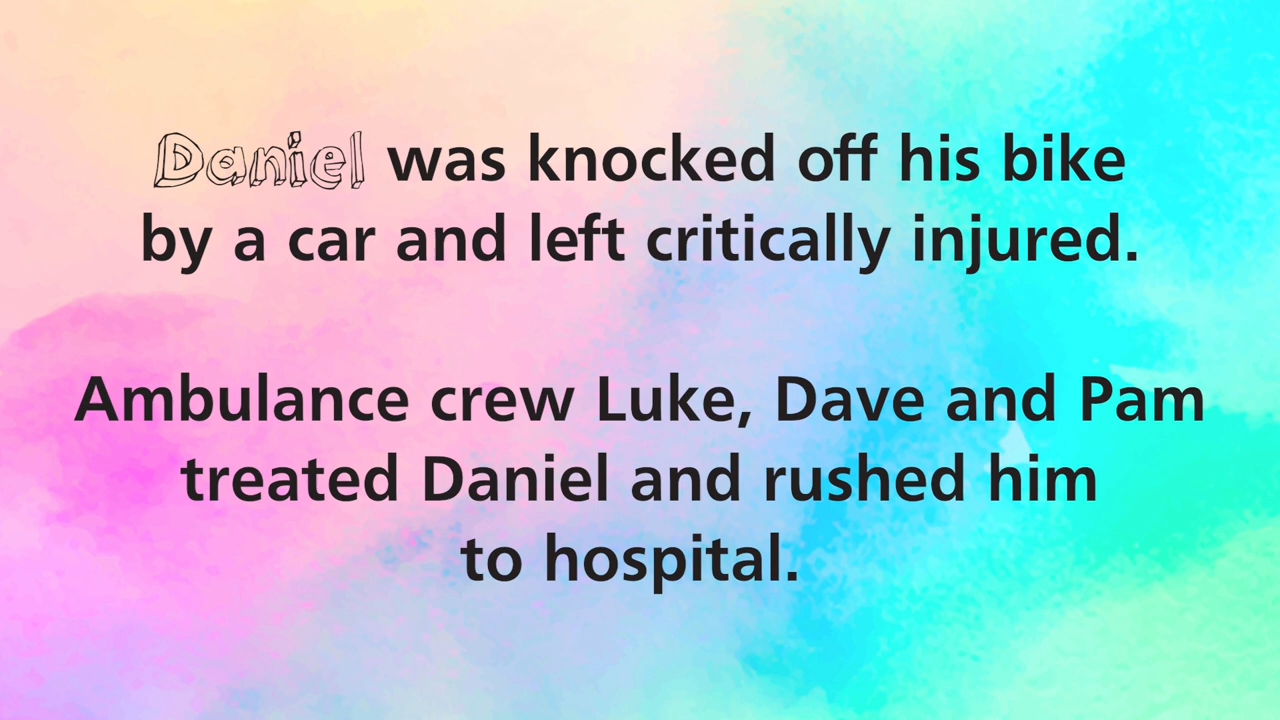 Daniel was knocked off his bike
by a car and left critically injured.
Ambulance crew Luke, Dave and Pam
treated Daniel and rushed him
to hospital.